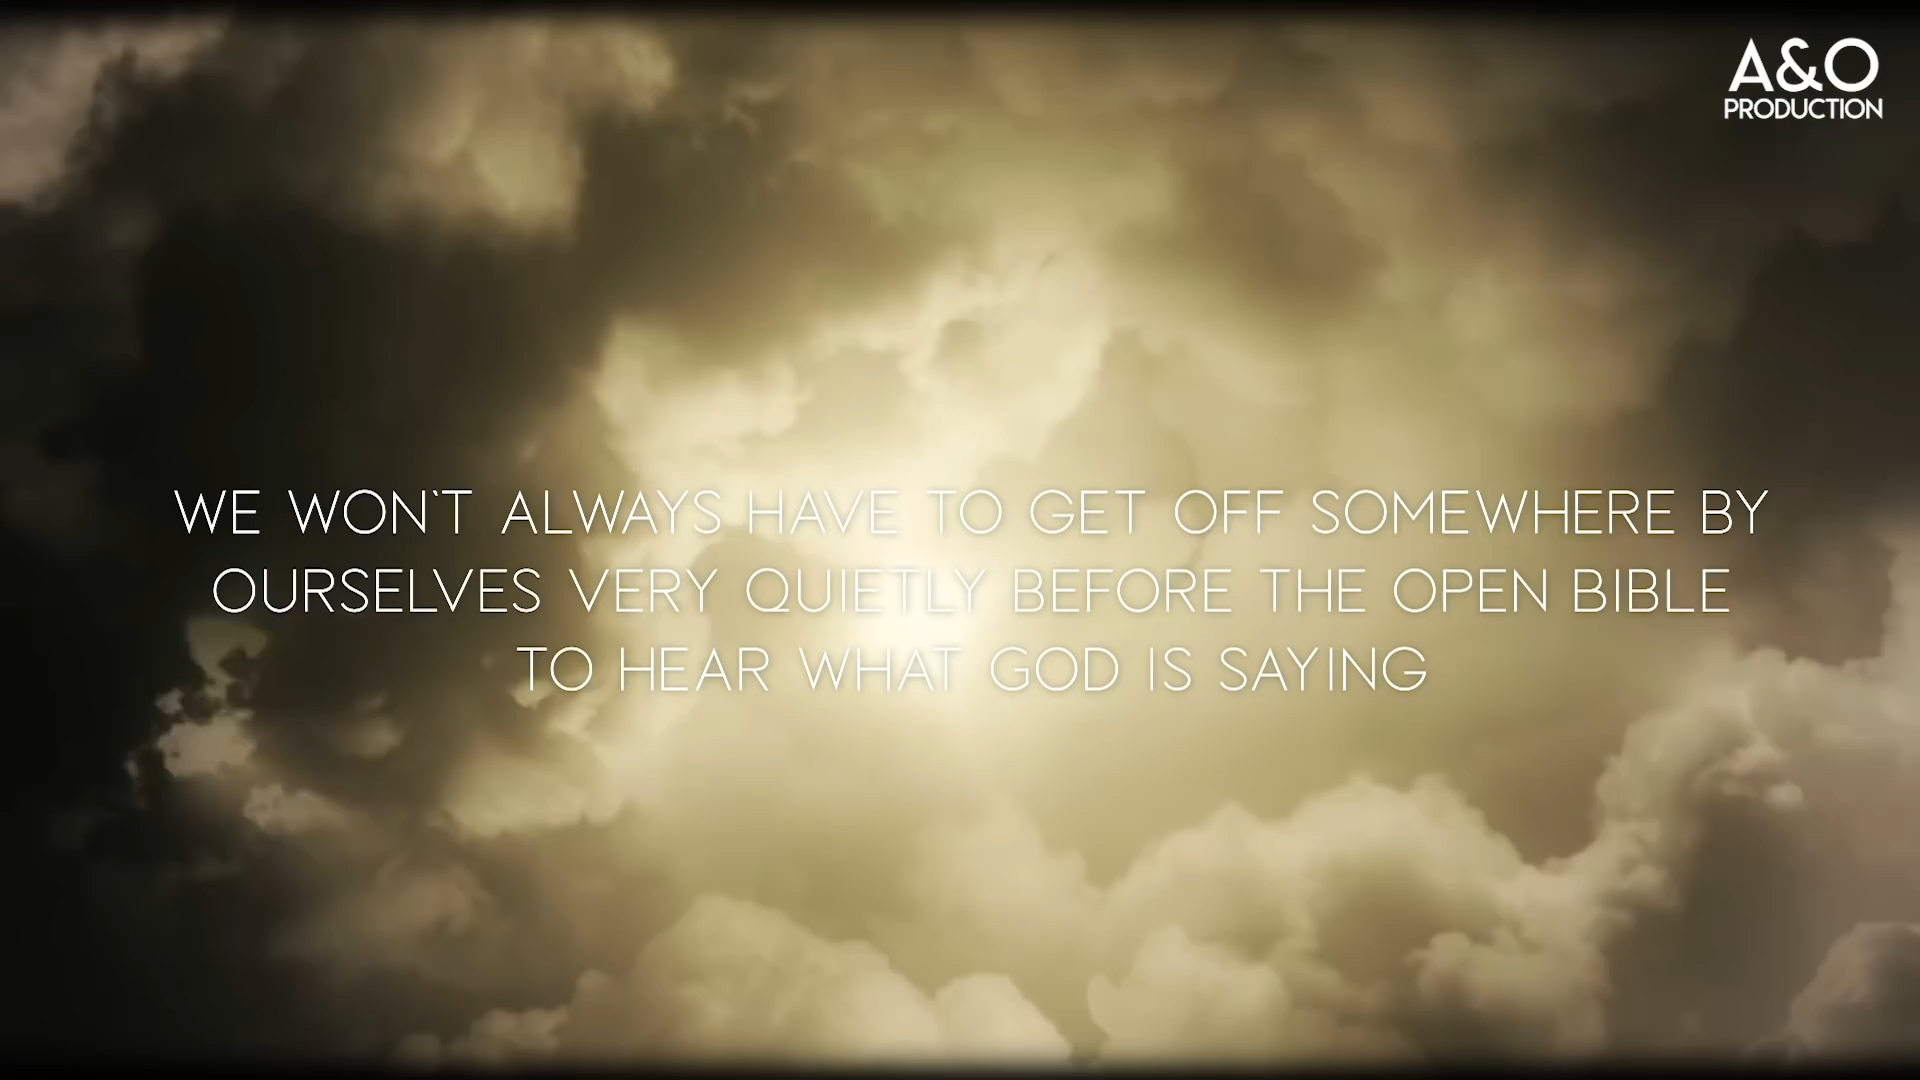 A&O
PRODUCTION
WE WON'T ALWAYS HAVE TO GET OFF SOMEWHERE BY
OURSELVES VERY QUIETLY BEFORE THE OPEN BIBLE
TO HEAR WHAT GOD IS SAYING